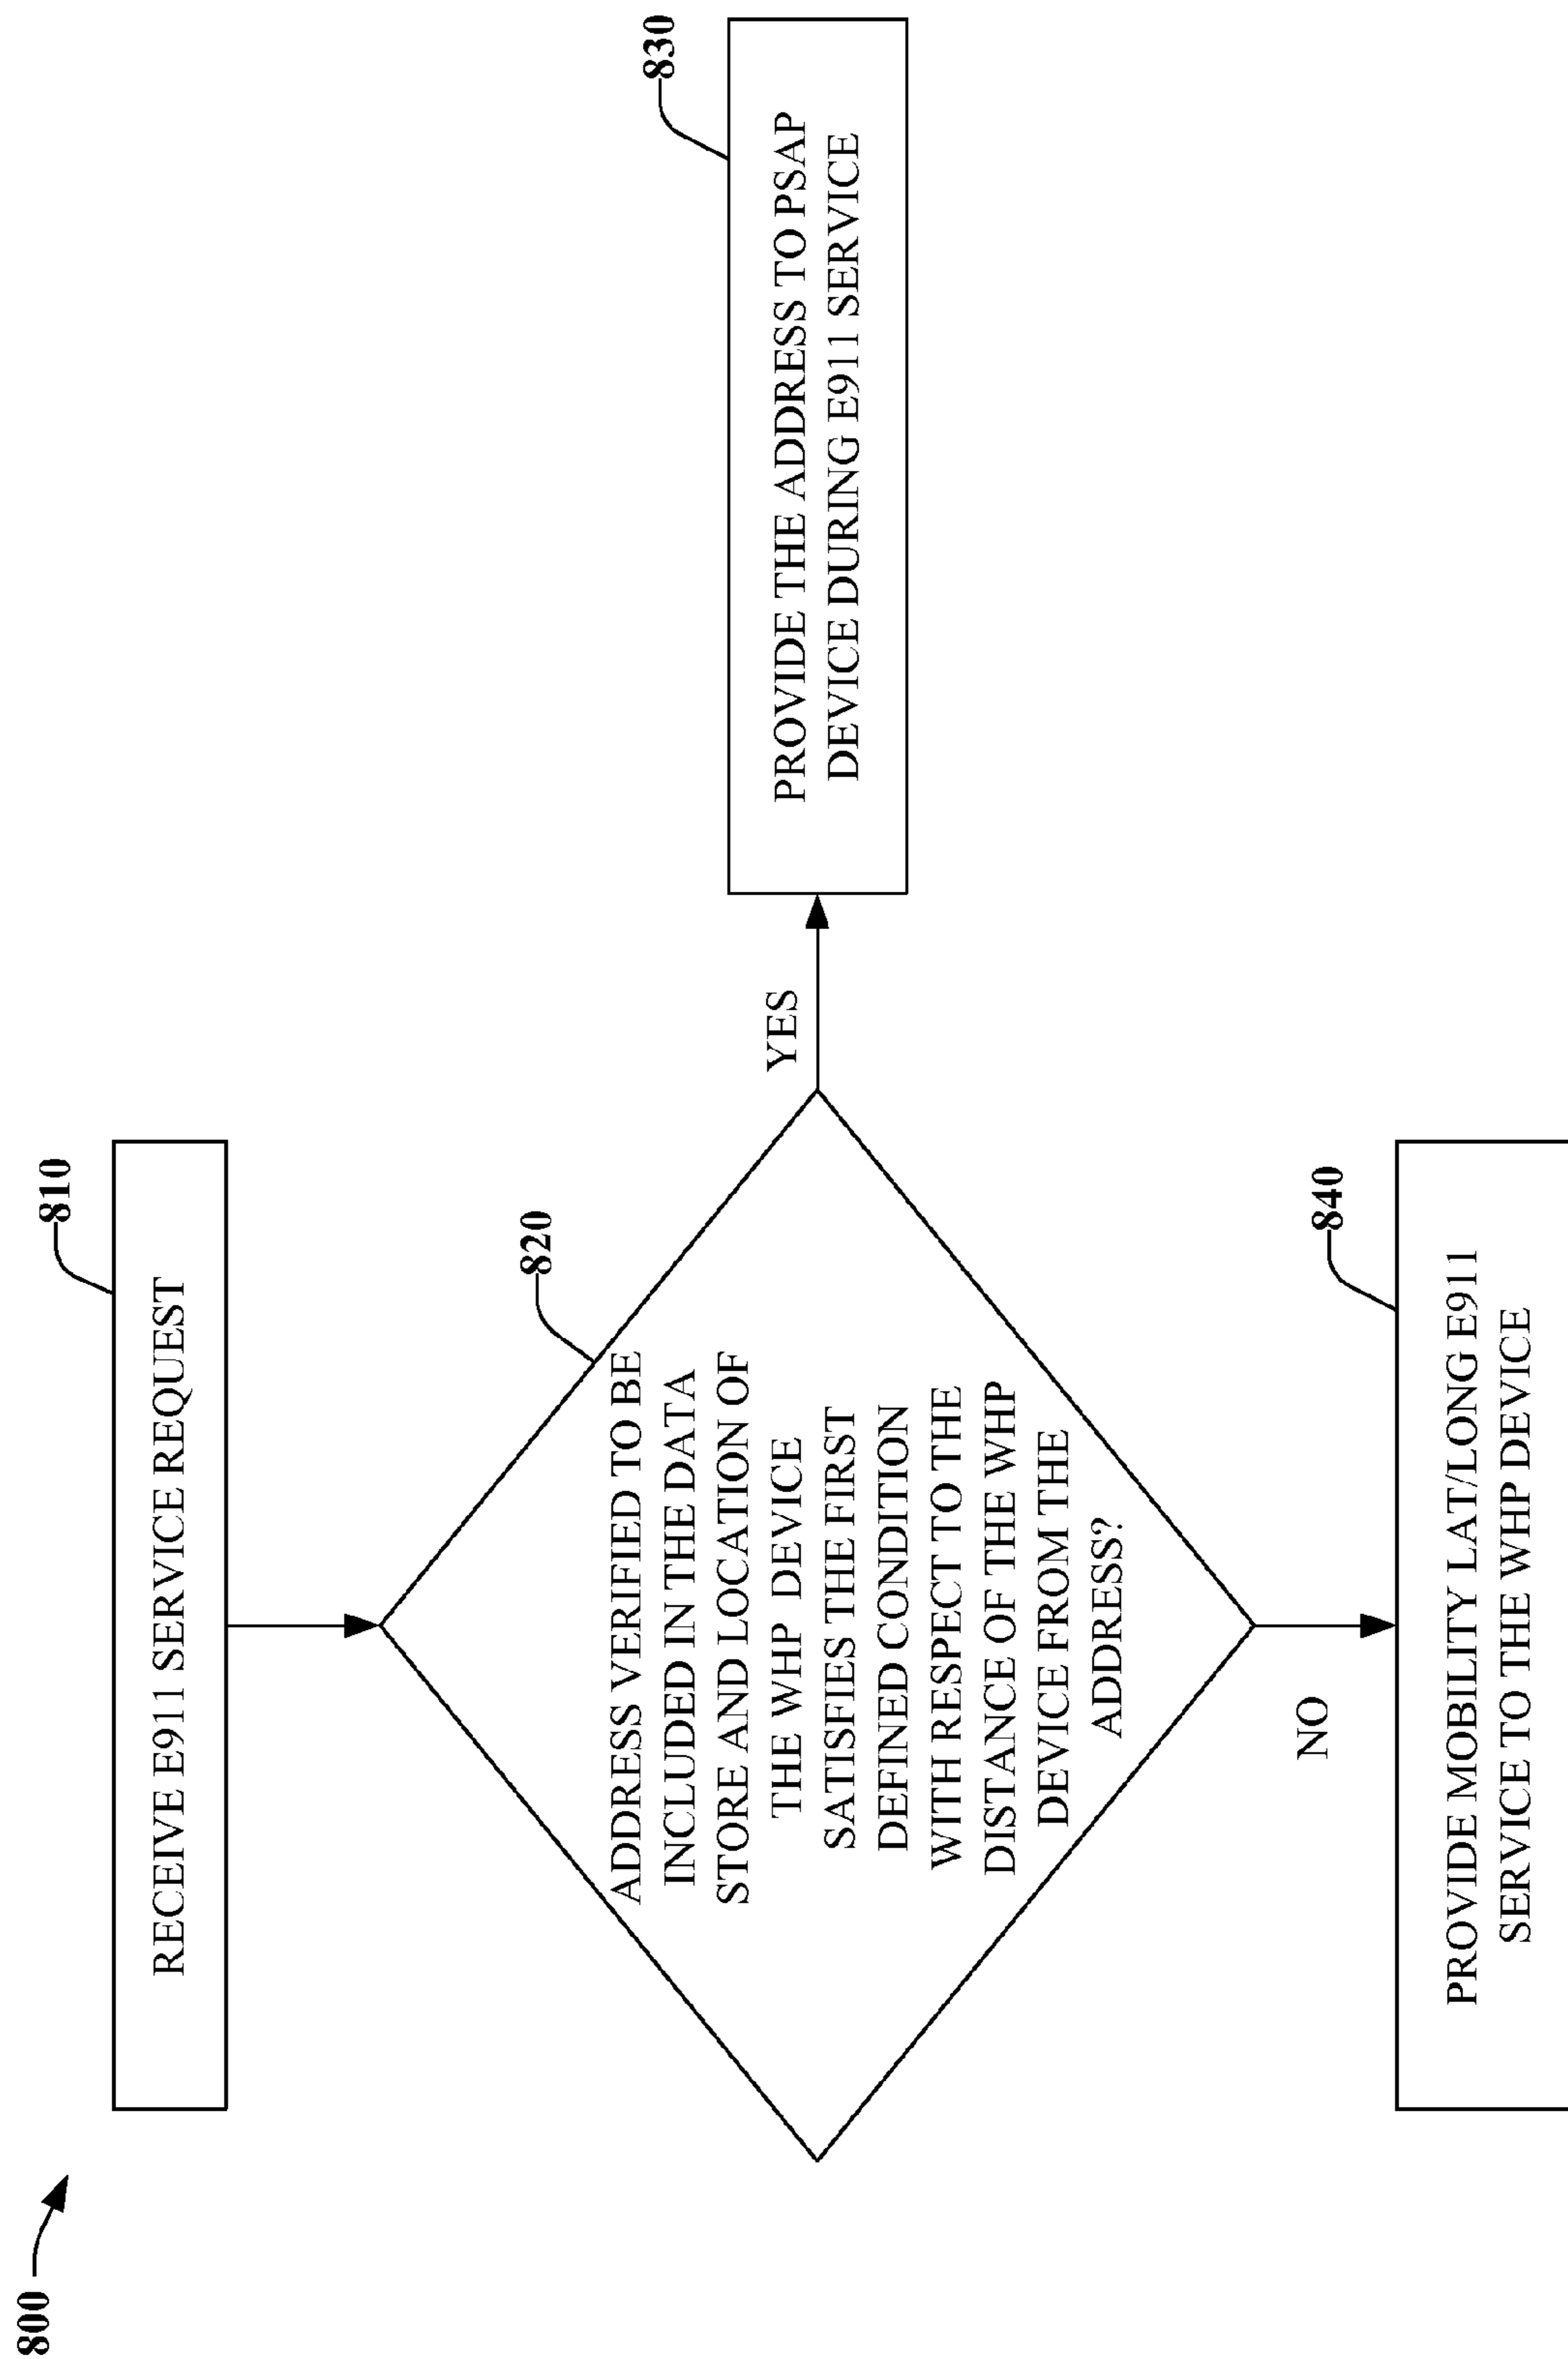 800
810
RECEIVE E911 SERVICE REQUEST
820
ADDRESS VERIFIED TO BE
INCLUDED IN THE DATA
STORE AND LOCATION OF
THE WHP DEVICE
SATISFIES THE FIRST
DEFINED CONDITION
WITH RESPECT TO THE
DISTANCE OF THE WHP
DEVICE FROM THE
ADDRESS?
YES
830
PROVIDE THE ADDRESS TO PSAP
DEVICE DURING E911 SERVICE
NO
840
PROVIDE MOBILITY LAT/LONG E911
SERVICE TO THE WHP DEVICE